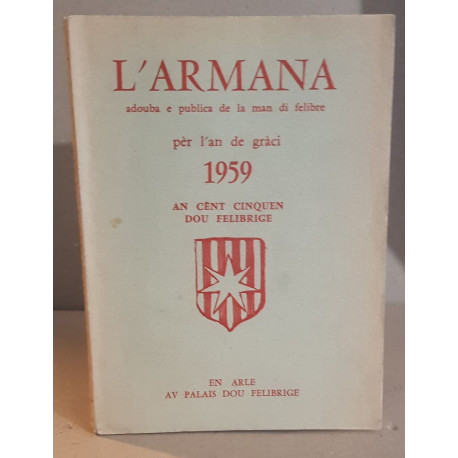 L'ARMANA
adouba e publica de la man di felibre
pèr l'an de gràci
1959
AN CÈNT CINQUEN
DOU FELIBRIGE
EN ARLE
AV PALAIS DOU FELIBRIGE